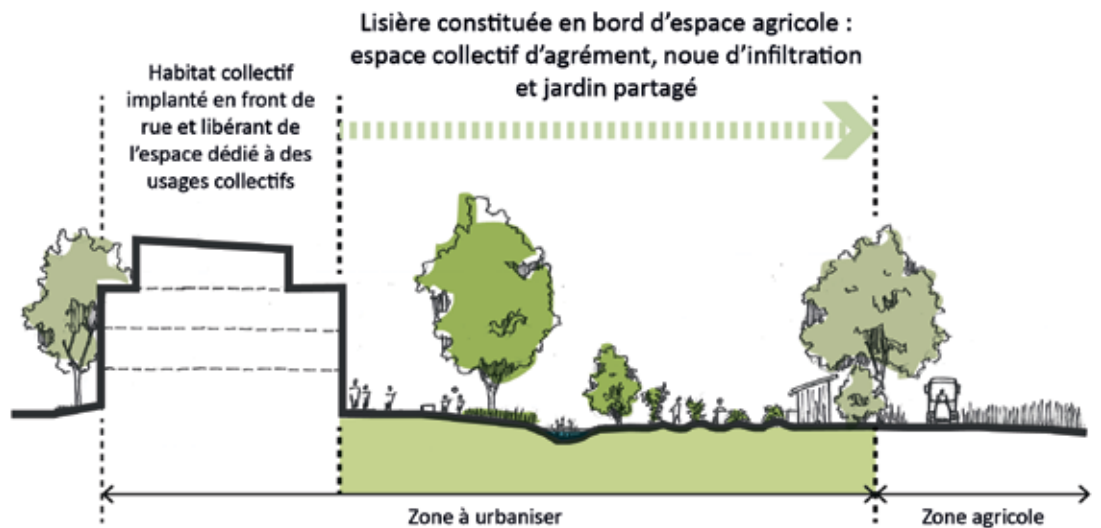 Lisière constituée en bord d’espace agricole :
espace collectif d’agrément, noue d’infiltration
et jardin partagé
Habitat collectif
implanté en front de
rue et libérant de
l’espace dédié à des
usages collectifs
Zone à urbaniser
Zone agricole